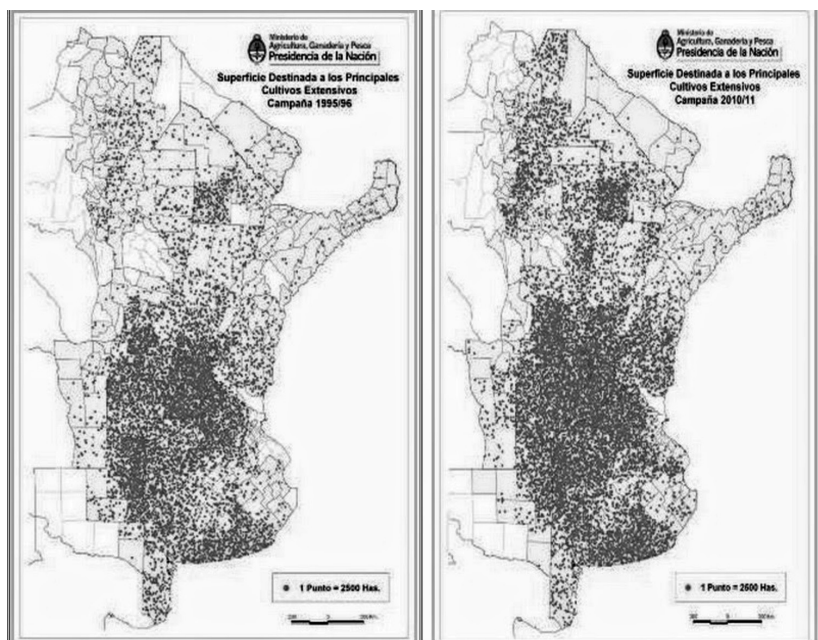 Ministerio de
Agricultura, Ganadería y Pesca
Presidencia de la Nación
Superficie Destinada a los Principales
Cultivos Extensivos
Campaña 1995/96
1 Punto = 2500 Has.
Ministerio de
Agricultura, Ganadería y Pesca
Presidencia de la Nación
Superficie Destinada a los Principales
Cultivos Extensivos
Campaña 2010/11
1 Punto = 2500 Has.